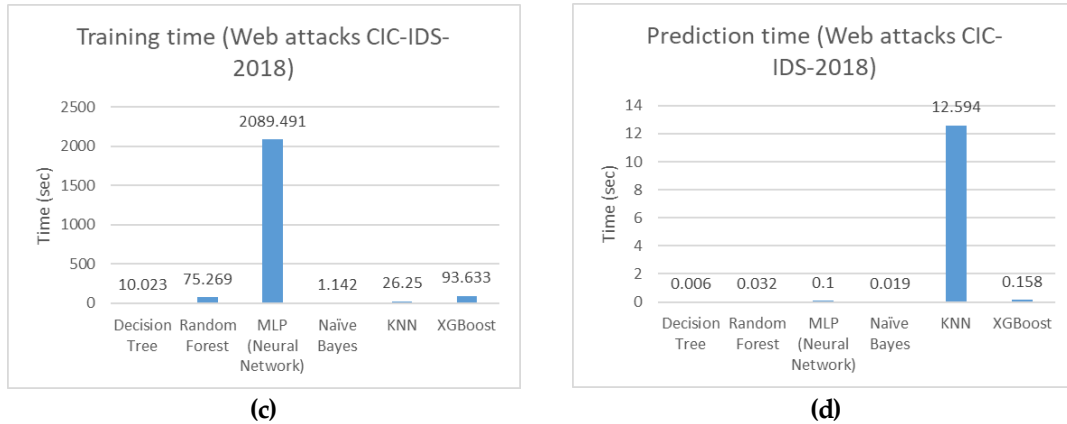 Training time (Web attacks CIC-IDS-
2018)
Time (sec)
2500
2000
1500
1000
500
0
10.023
75.269
2089.491
1.142
26.25
93.633
Decision
Tree
Random
Forest
MLP
(Neural
Network)
Naïve
Bayes
KNN
XGBoost
(c)
Prediction time (Web attacks CIC-
IDS-2018)
Time (sec)
14
12
10
8
6
4
2
0
0.006
0.032
0.1
0.019
12.594
0.158
Decision
Tree
Random
Forest
MLP
(Neural
Network)
Naïve
Bayes
KNN
XGBoost
(d)